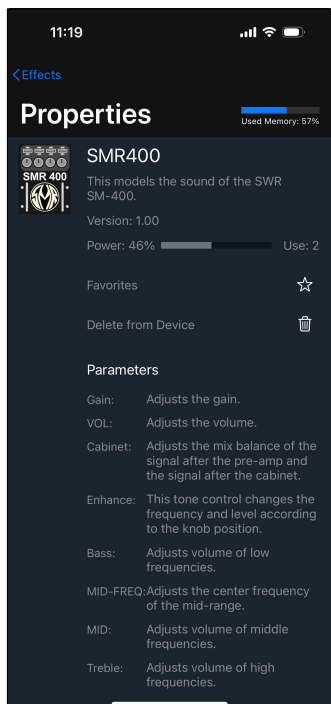 11:19
Effects
Properties
Used Memory: 57%
SMR 400
SMR400
This models the sound of the SWR
SM-400.
Version: 1.00
Power: 46%
Use: 2
Favorites
Delete from Device
Parameters
Gain: Adjusts the gain.
VOL: Adjusts the volume.
Cabinet: Adjusts the mix balance of the
signal after the pre-amp and
the signal after the cabinet.
Enhance: This tone control changes the
frequency and level according
to the knob position.
Bass: Adjusts volume of low
frequencies.
MID-FREQ: Adjusts the center frequency
of the mid-range.
MID: Adjusts volume of middle
frequencies.
Treble: Adjusts volume of high
frequencies.